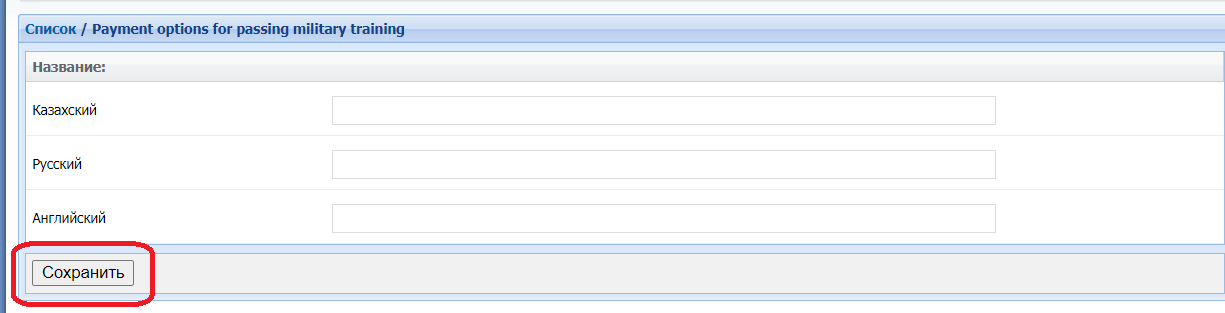 Список / Payment options for passing military training
Название:
Казахский
Русский
Английский
Сохранить